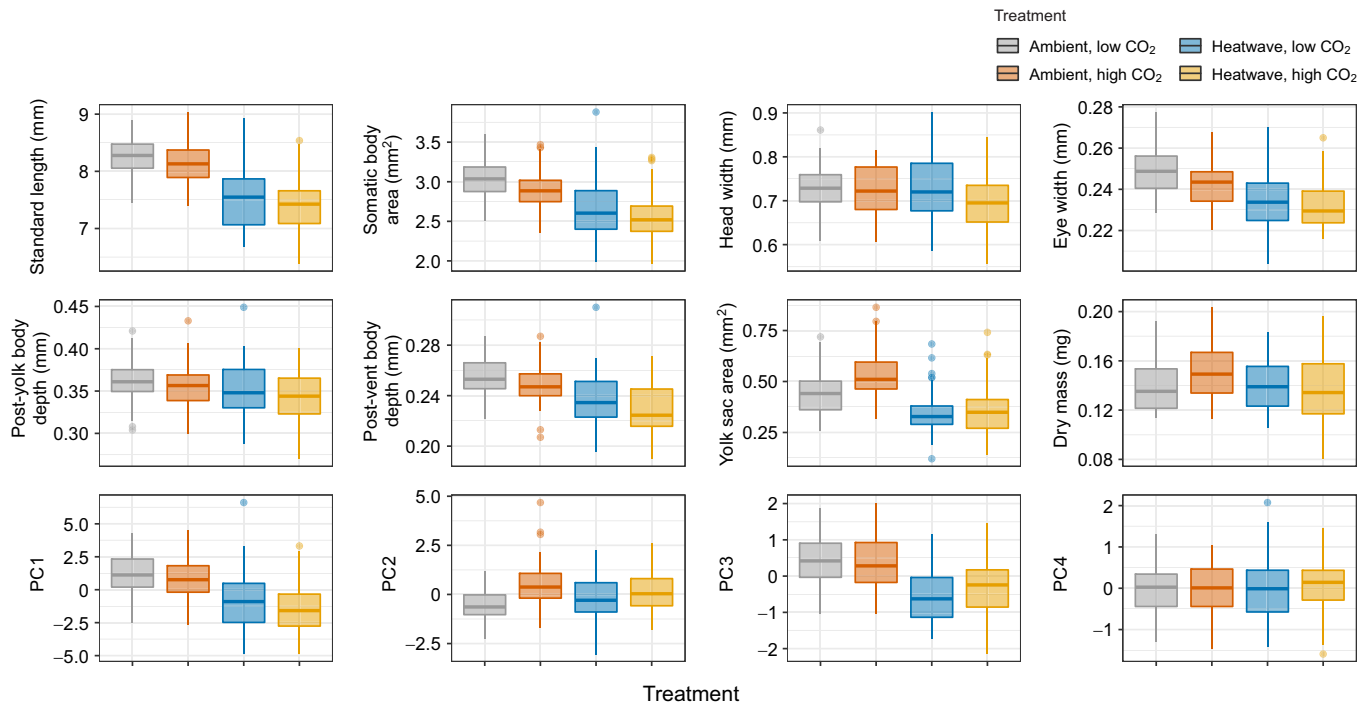 Treatment
Ambient, low CO₂
Heatwave, low CO₂
Ambient, high CO₂
Heatwave, high CO₂
Standard length (mm)
9
8
7
Somatic body
area (mm²)
3.5
3.0
2.5
2.0
Head width (mm)
0.9
0.8
0.7
0.6
Eye width (mm)
0.28
0.26
0.24
0.22
Post-yolk body
depth (mm)
0.45
0.40
0.35
0.30
Post-vent body
depth (mm)
0.28
0.24
0.20
Yolk sac area (mm²)
0.75
0.50
0.25
Dry mass (mg)
0.20
0.16
0.12
0.08
PC1
5.0
2.5
0
–2.5
–5.0
PC2
5.0
2.5
0
–2.5
PC3
2
1
0
–1
–2
PC4
2
1
0
–1
Treatment